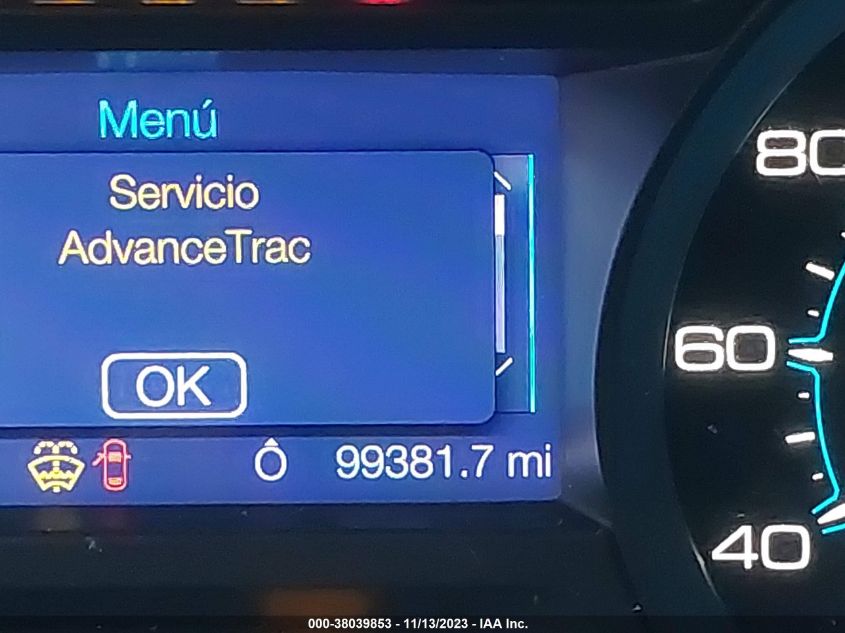 Menú
Servicio
AdvanceTrac
OK
Ô 99381.7 mi
80
60
40
000-38039853 - 11/13/2023 - IAA Inc.